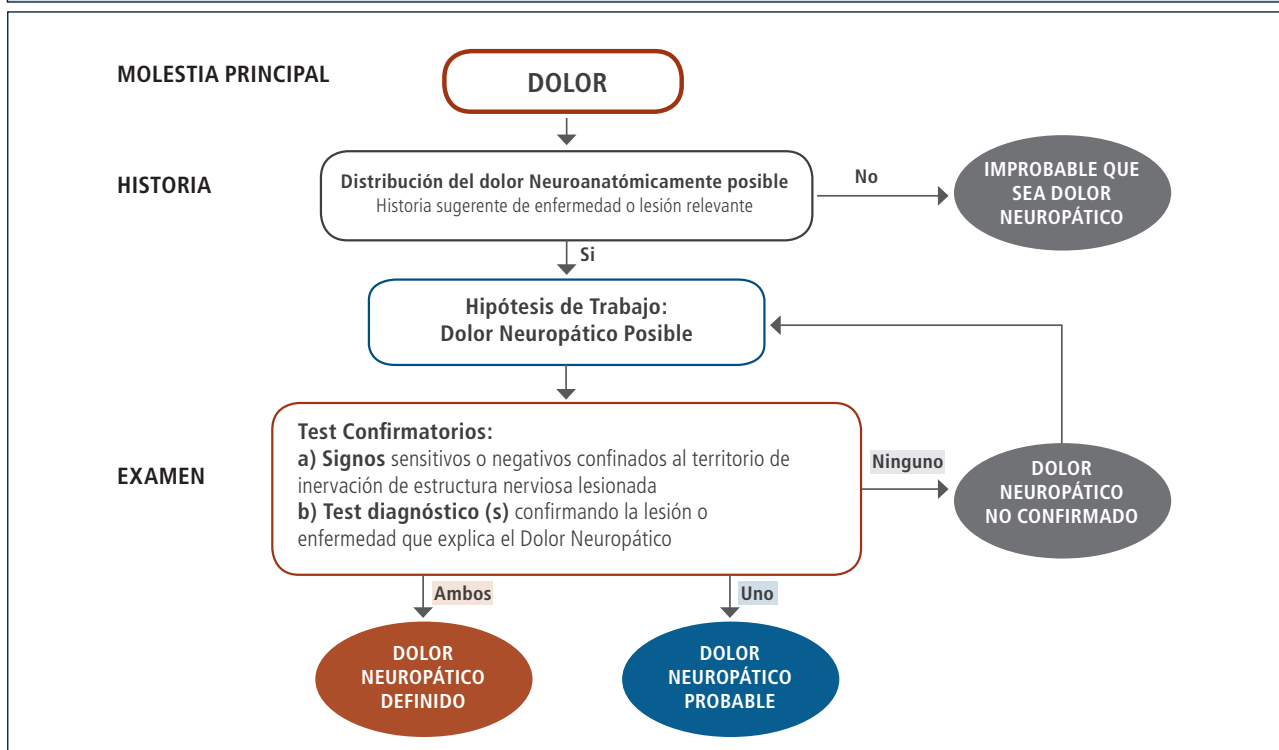 MOLESTIA PRINCIPAL
DOLOR
HISTORIA
Distribución del dolor Neuroanatómicamente posible
Historia sugerente de enfermedad o lesión relevante
No
IMPROBABLE QUE
SEA DOLOR
NEUROPÁTICO
Si
Hipótesis de Trabajo:
Dolor Neuropático Posible
EXAMEN
Test Confirmatorios:
a) Signos sensitivos o negativos confinados al territorio de
inervación de estructura nerviosa lesionada
b) Test diagnóstico (s) confirmando la lesión o
enfermedad que explica el Dolor Neuropático
Ninguno
DOLOR
NEUROPÁTICO
NO CONFIRMADO
Ambos
Uno
DOLOR
NEUROPÁTICO
DEFINIDO
DOLOR
NEUROPÁTICO
PROBABLE